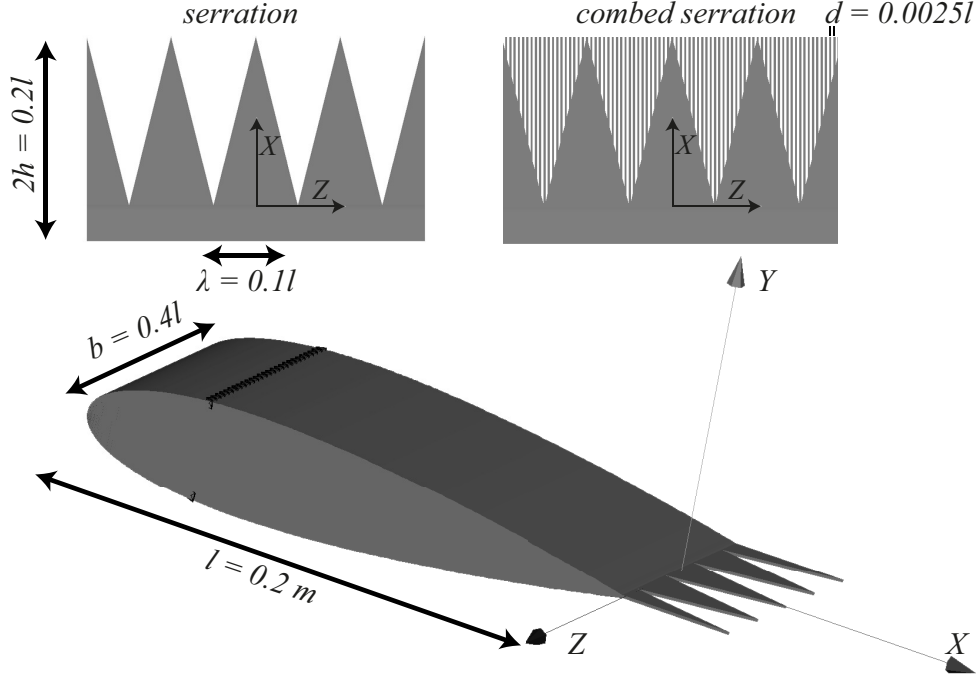 serration
combed serration
d = 0.0025l
2h = 0.2l
X
Z
X
Z
λ = 0.1l
Y
b = 0.4l
l = 0.2 m
Z
X